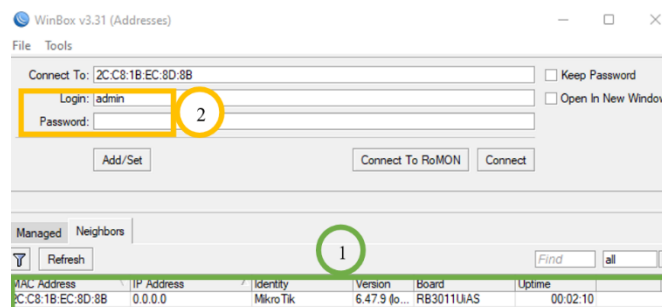 WinBox v3.31 (Addresses)
File Tools
Connect To: 2C:C8:1B:EC:8D:8B Keep Password
Login: admin Open In New Window
2
Password:
Add/Set Connect To RoMON Connect
Managed Neighbors
1
Refresh Find all
MAC Address IP Address Identity Version Board Uptime
2C:C8:1B:EC:8D:8B 0.0.0.0 MikroTik 6.47.9 (lo... RB3011UiAS 00:02:10